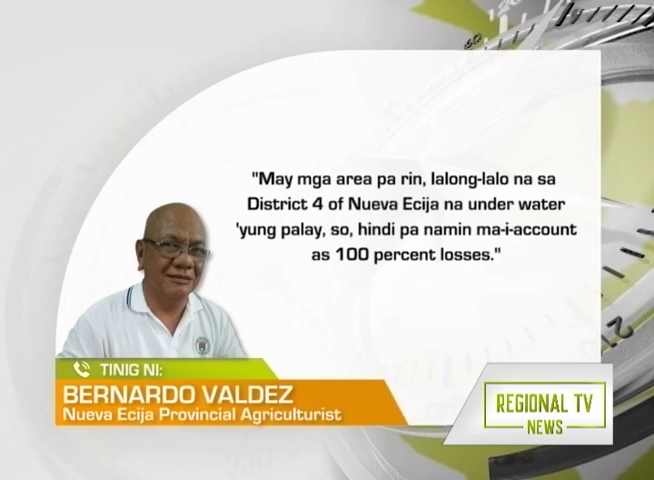 "May mga area pa rin, lalong-lalo na sa
District 4 of Nueva Ecija na under water
'yung palay, so, hindi pa namin ma-i-account
as 100 percent losses."
TINIG NI:
BERNARDO VALDEZ
Nueva Ecija Provincial Agriculturist
REGIONAL TV
NEWS